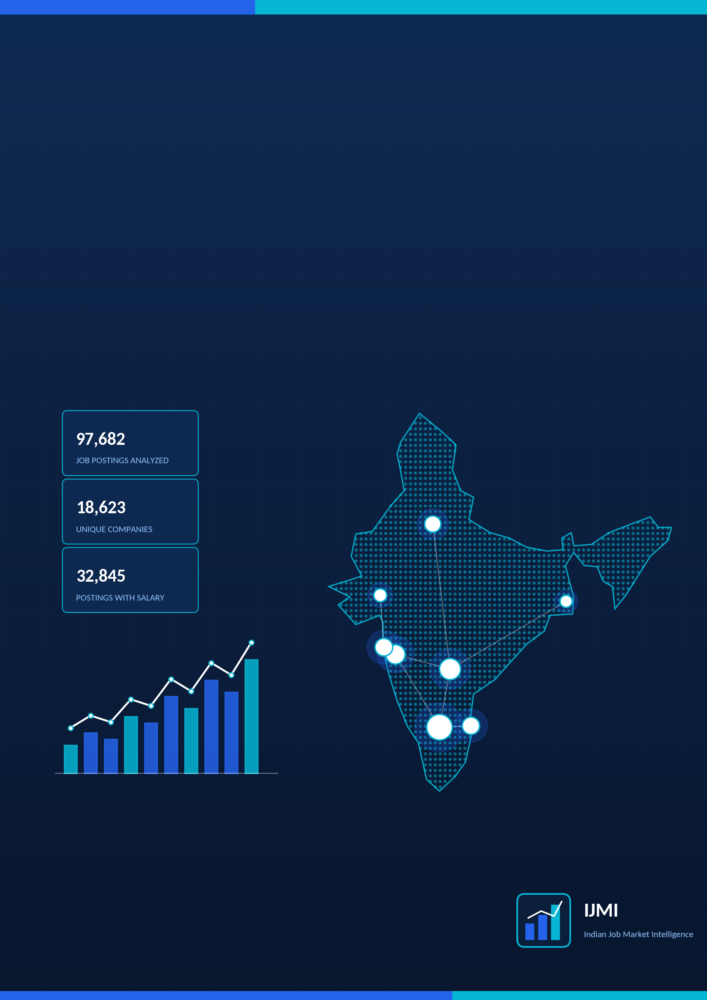 97,682
JOB POSTINGS ANALYZED
18,623
UNIQUE COMPANIES
32,845
POSTINGS WITH SALARY
IJMI
Indian Job Market Intelligence